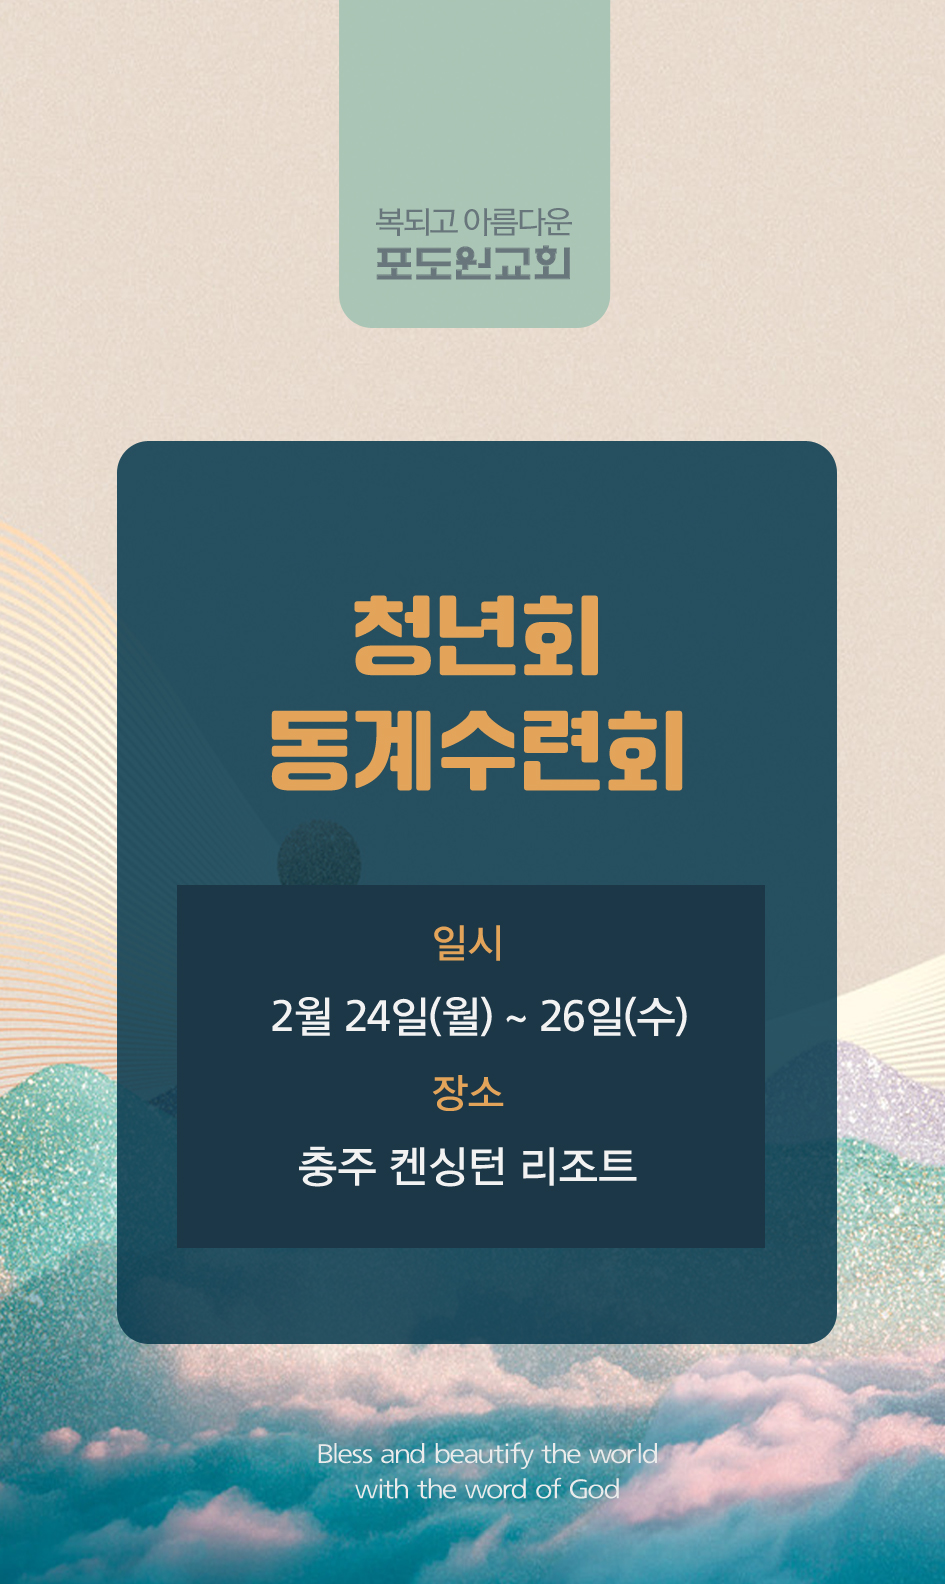 복되고 아름다운
포도원교회
청년회
동계수련회
일시
2월 24일(월) ~ 26일(수)
장소
충주 켄싱턴 리조트
Bless and beautify the world
with the word of God